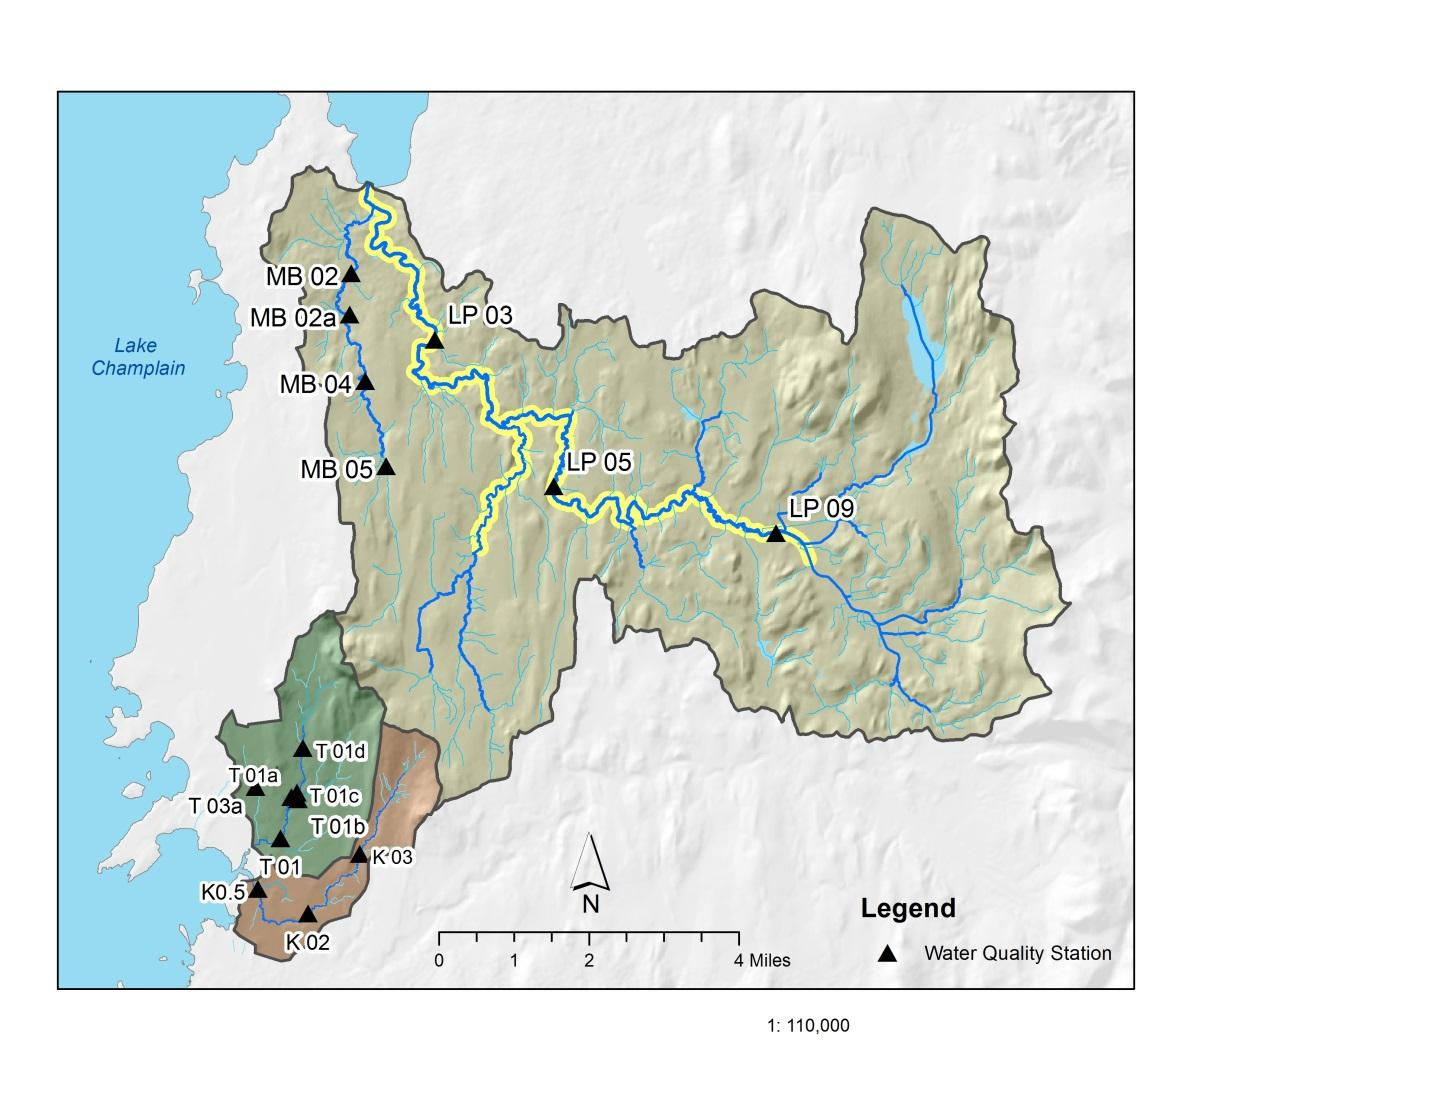 MB 02
LP 03
MB 02a
Lake
Champlain
MB 04
LP 05
MB 05
LP 09
T 01d
T 01a
T 01c
T 03a
T 01b
K 03
T 01
K0.5
K 02
N
Legend
Water Quality Station
0 1 2 4 Miles
1: 110,000